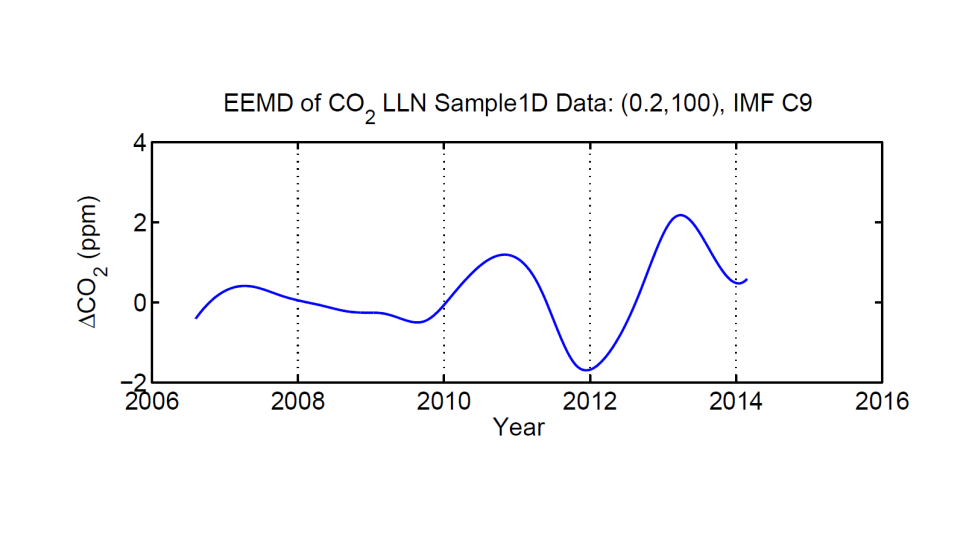 EEMD of CO2 LLN Sample1D Data: (0.2,100), IMF C9
4
2
0
−2
ΔCO2 (ppm)
2006 2008 2010 2012 2014 2016
Year